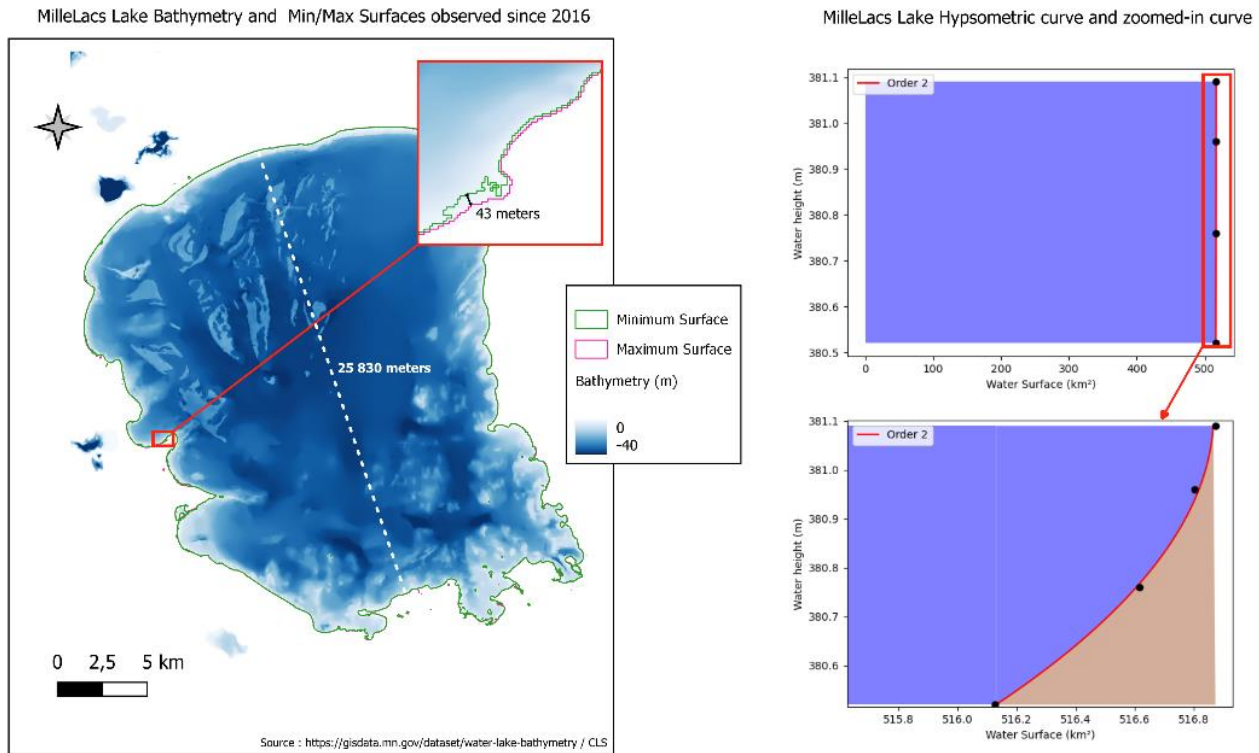 MilleLacs Lake Bathymetry and  Min/Max Surfaces observed since 2016
43 meters
25 830 meters
Minimum Surface
Maximum Surface
Bathymetry (m)
0
-40
0 2,5 5 km
Source : https://gisdata.mn.gov/dataset/water-lake-bathymetry / CLS
MilleLacs Lake Hypsometric curve and zoomed-in curve
Order 2
381.1
381.0
380.9
380.8
380.7
380.6
380.5
Water height (m)
0 100 200 300 400 500
Water Surface (km²)
Order 2
381.1
381.0
380.9
380.8
380.7
380.6
Water height (m)
515.8 516.0 516.2 516.4 516.6 516.8
Water Surface (km²)